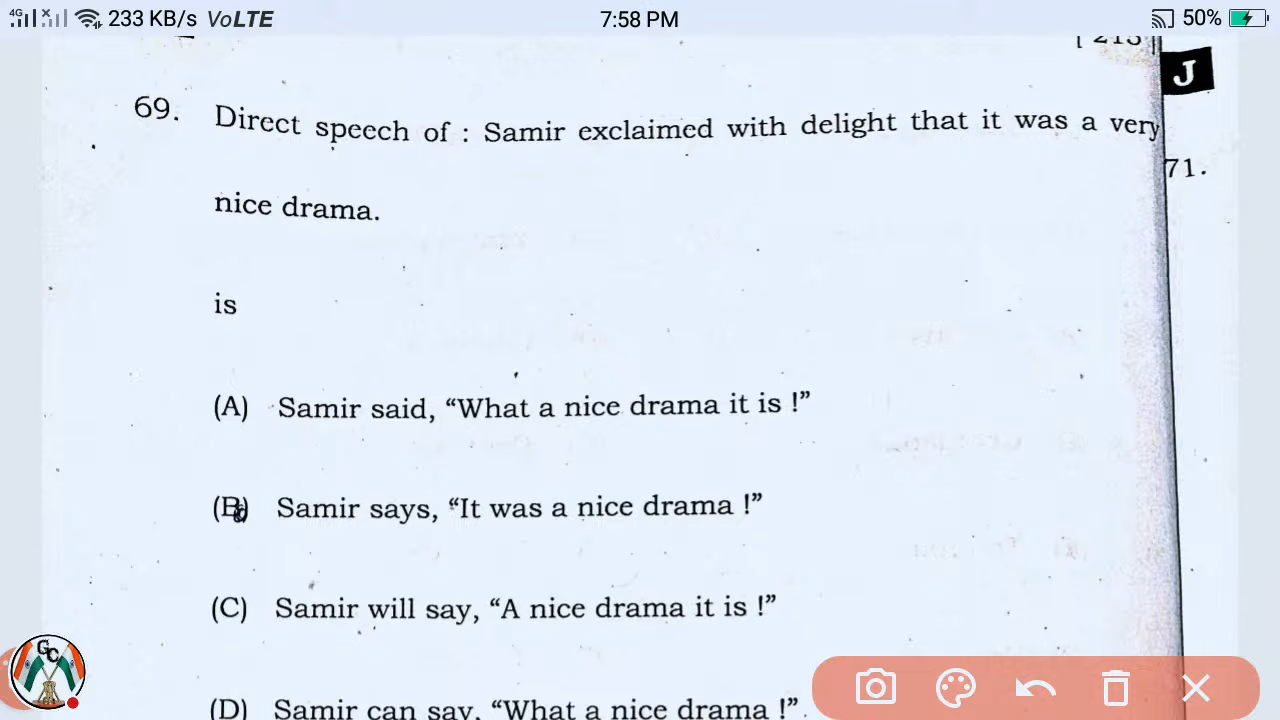 4G 233 KB/s VoLTE 7:58 PM 50%
J
69. Direct speech of : Samir exclaimed with delight that it was a very
71.
nice drama.
is
(A) Samir said, “What a nice drama it is !”
(B) Samir says, “It was a nice drama !”
(C) Samir will say, “A nice drama it is !”
GC
(D) Samir can say, “What a nice drama !”